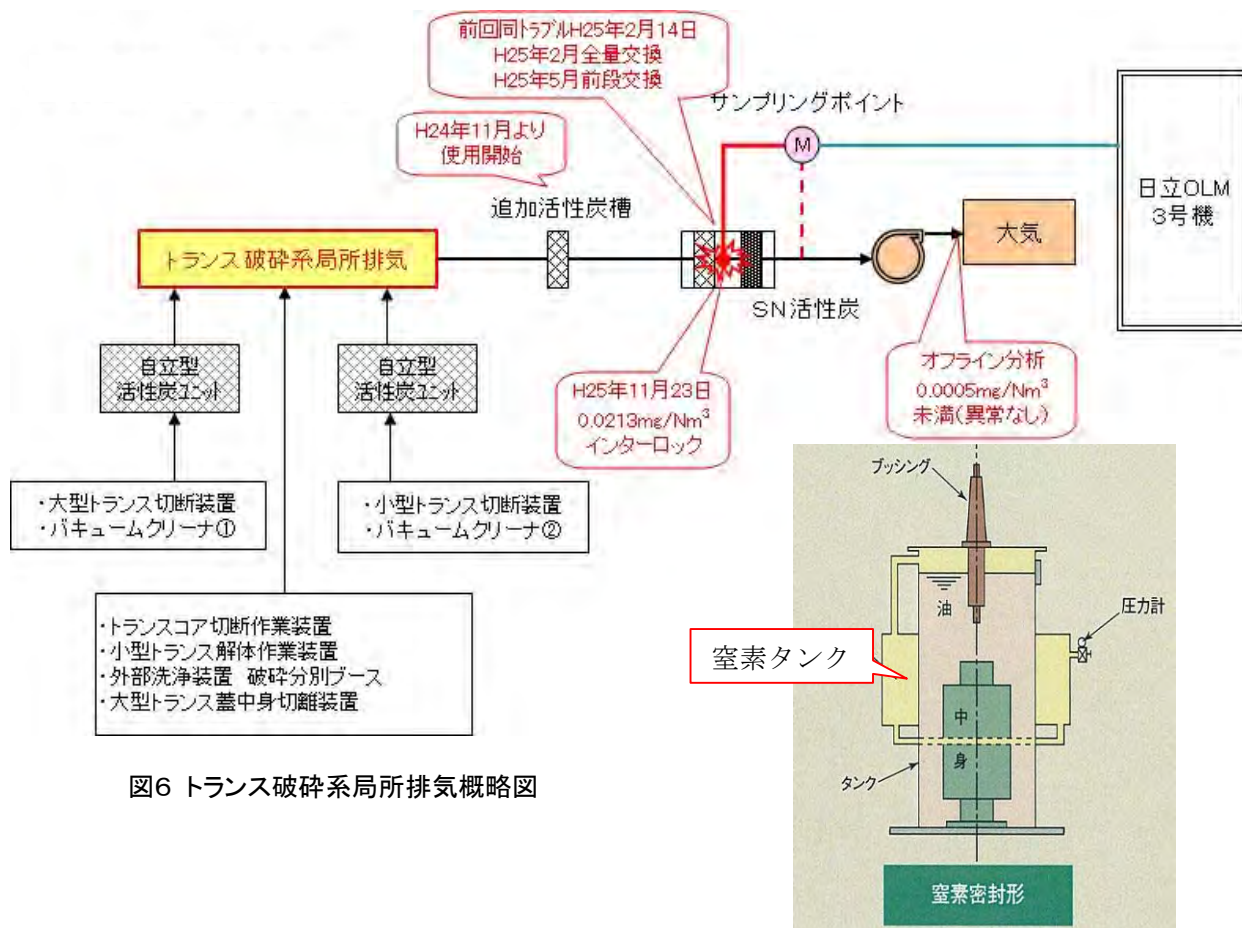 前回同トラブルH25年2月14日
H25年2月全量交換
H25年5月前段交換
サンプリングポイント
H24年11月より
使用開始
M
日立OLM
3号機
追加活性炭槽
トランス破砕系局所排気
大気
SN活性炭
自立型
活性炭ユニット
自立型
活性炭ユニット
H25年11月23日
0.0213mg/Nm³
インターロック
オフライン分析
0.0005mg/Nm³
未満(異常なし)
・大型トランス切断装置
・バキュームクリーナ①
・小型トランス切断装置
・バキュームクリーナ②
・トランスコア切断作業装置
・小型トランス解体作業装置
・外部洗浄装置 破砕分別ブース
・大型トランス蓋中身切離装置
図6 トランス破砕系局所排気概略図
ブッシング
油
圧力計
窒素タンク
中
身
タンク
窒素密封形